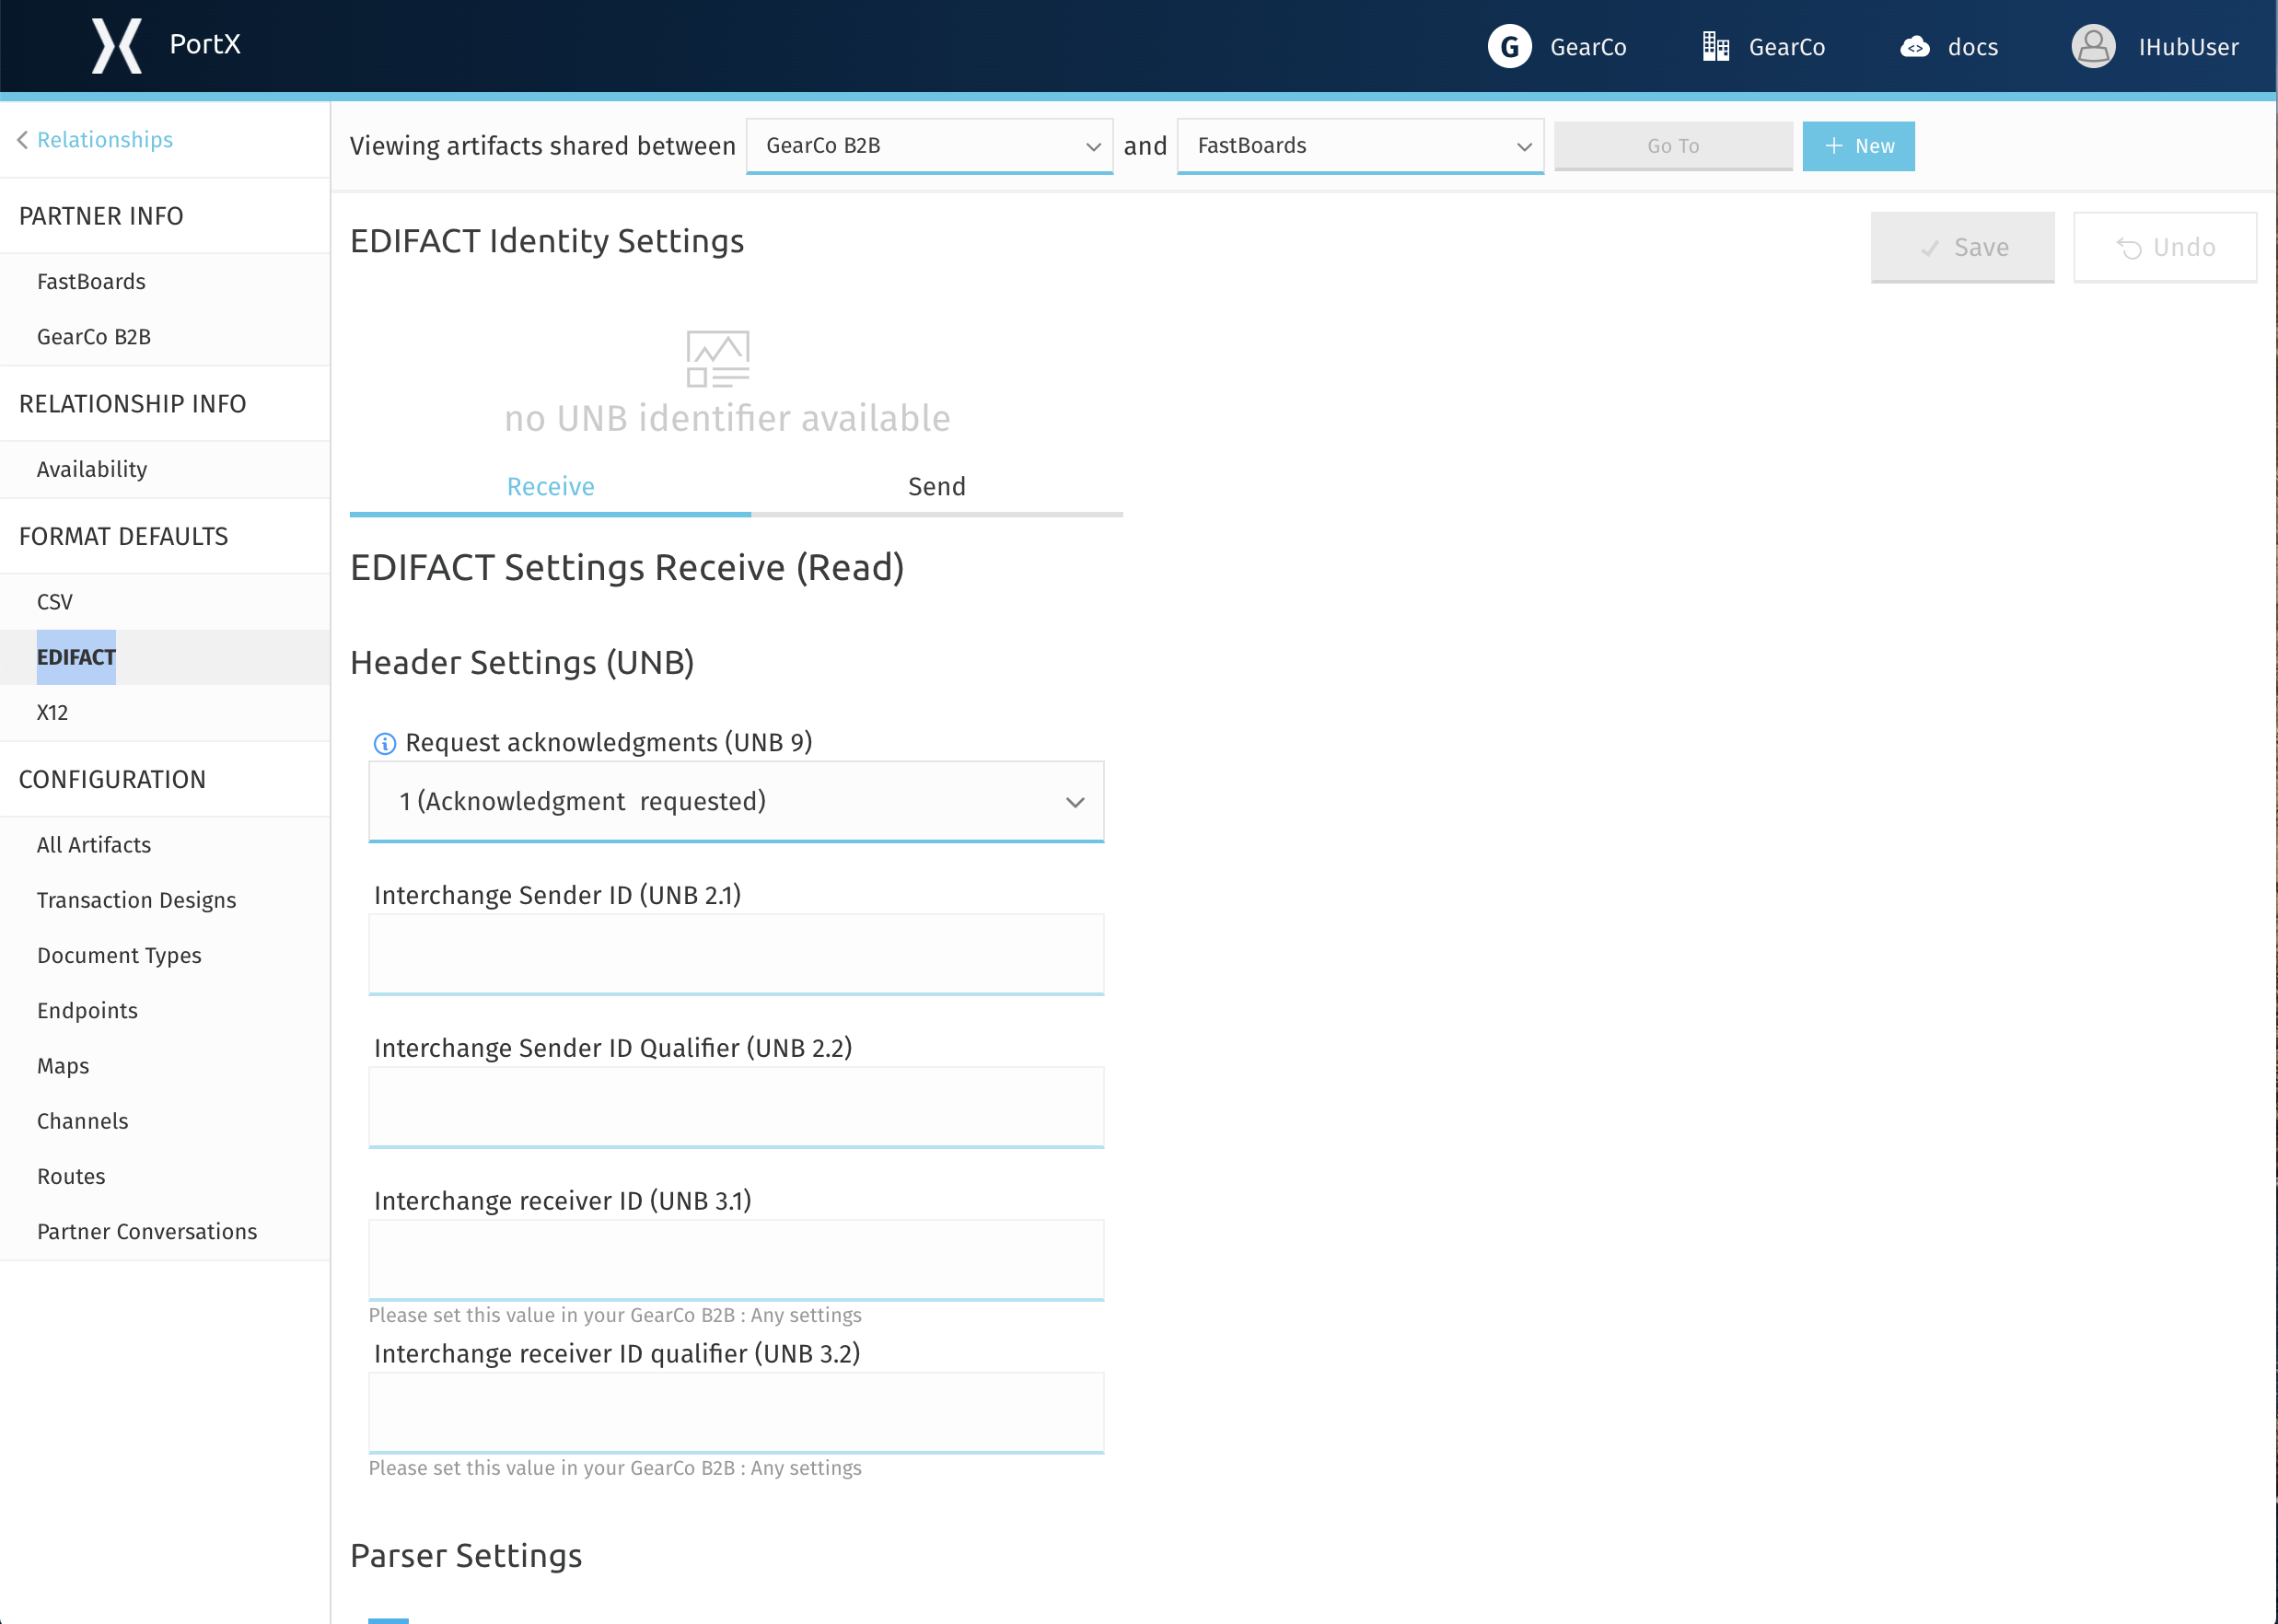 PortX
G GearCo
GearCo
docs
IHubUser
Relationships
PARTNER INFO
FastBoards
GearCo B2B
RELATIONSHIP INFO
Availability
FORMAT DEFAULTS
CSV
EDIFACT
X12
CONFIGURATION
All Artifacts
Transaction Designs
Document Types
Endpoints
Maps
Channels
Routes
Partner Conversations
Viewing artifacts shared between GearCo B2B and FastBoards Go To + New
EDIFACT Identity Settings
Save Undo
no UNB identifier available
Receive Send
EDIFACT Settings Receive (Read)
Header Settings (UNB)
Request acknowledgments (UNB 9)
1 (Acknowledgment requested)
Interchange Sender ID (UNB 2.1)
Interchange Sender ID Qualifier (UNB 2.2)
Interchange receiver ID (UNB 3.1)
Please set this value in your GearCo B2B : Any settings
Interchange receiver ID qualifier (UNB 3.2)
Please set this value in your GearCo B2B : Any settings
Parser Settings